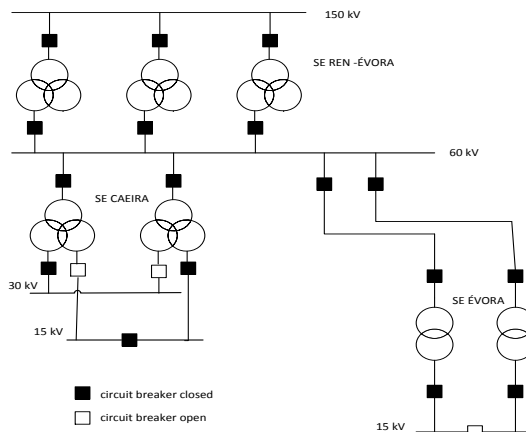 150 kV
SE REN -ÉVORA
60 kV
SE CAEIRA
30 kV
SE ÉVORA
15 kV
circuit breaker closed
circuit breaker open
15 kV